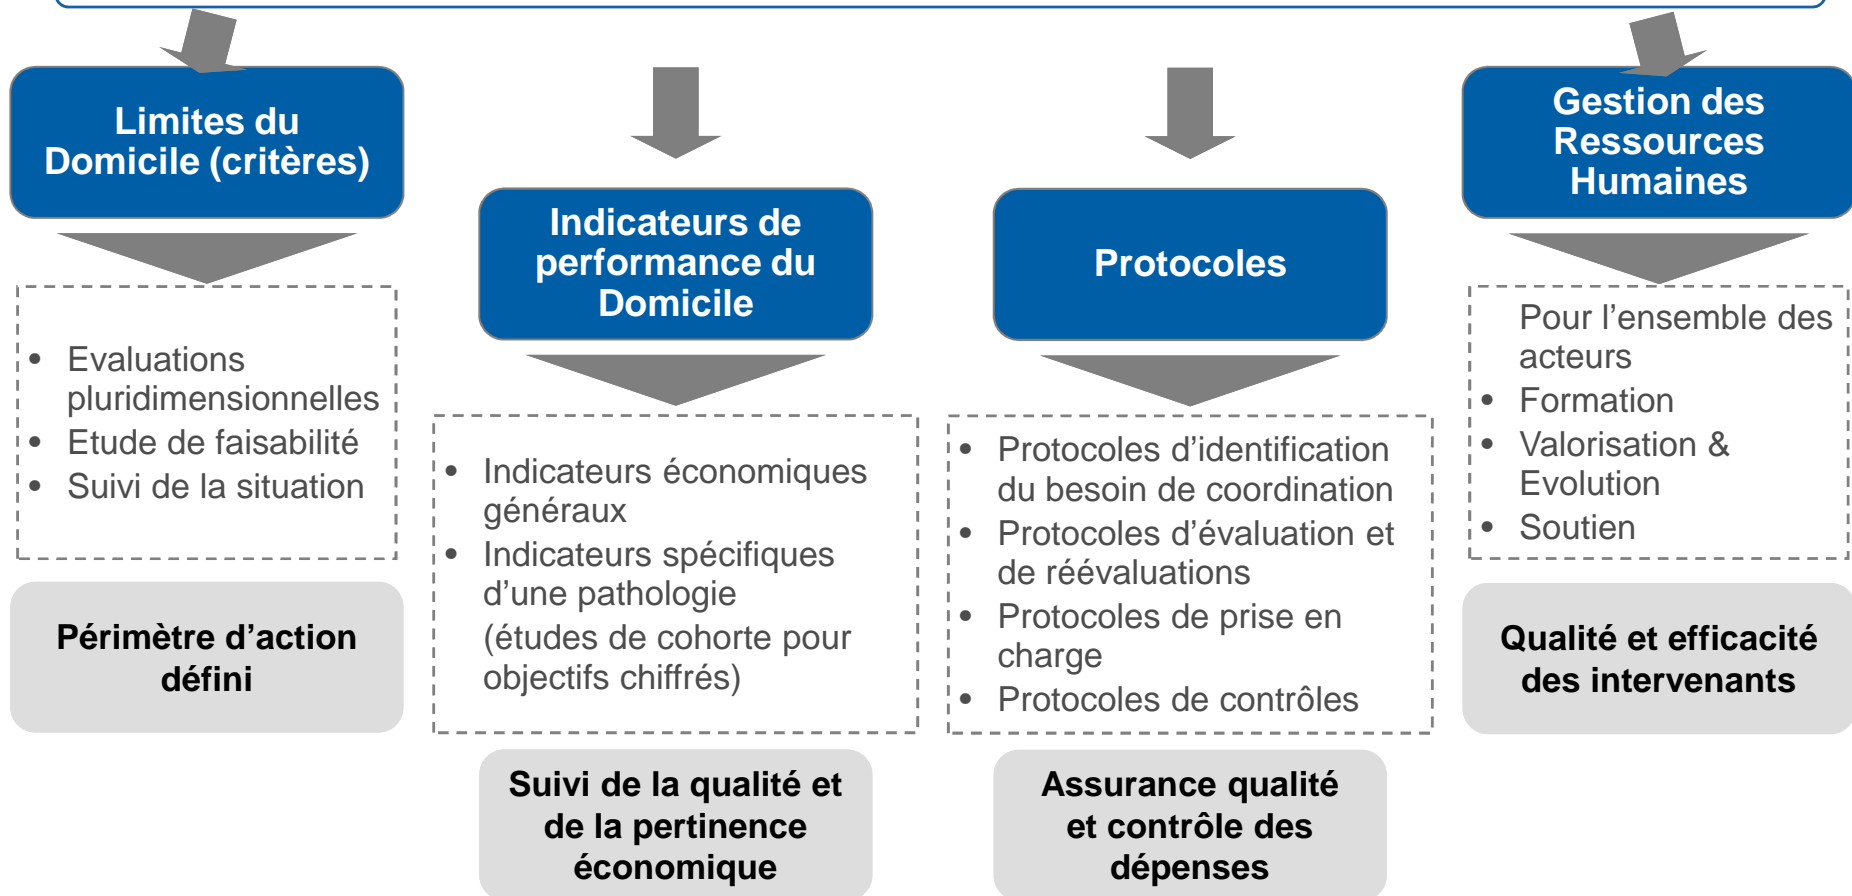 Limites du
Domicile (critères)
• Evaluations
pluridimensionnelles
• Etude de faisabilité
• Suivi de la situation
Périmètre d’action
défini
Indicateurs de
performance du
Domicile
• Indicateurs économiques
généraux
• Indicateurs spécifiques
d’une pathologie
(études de cohorte pour
objectifs chiffrés)
Suivi de la qualité et
de la pertinence
économique
Protocoles
• Protocoles d’identification
du besoin de coordination
• Protocoles d’évaluation et
de réévaluations
• Protocoles de prise en
charge
• Protocoles de contrôles
Assurance qualité
et contrôle des
dépenses
Gestion des
Ressources
Humaines
Pour l’ensemble des
acteurs
• Formation
• Valorisation &
Evolution
• Soutien
Qualité et efficacité
des intervenants